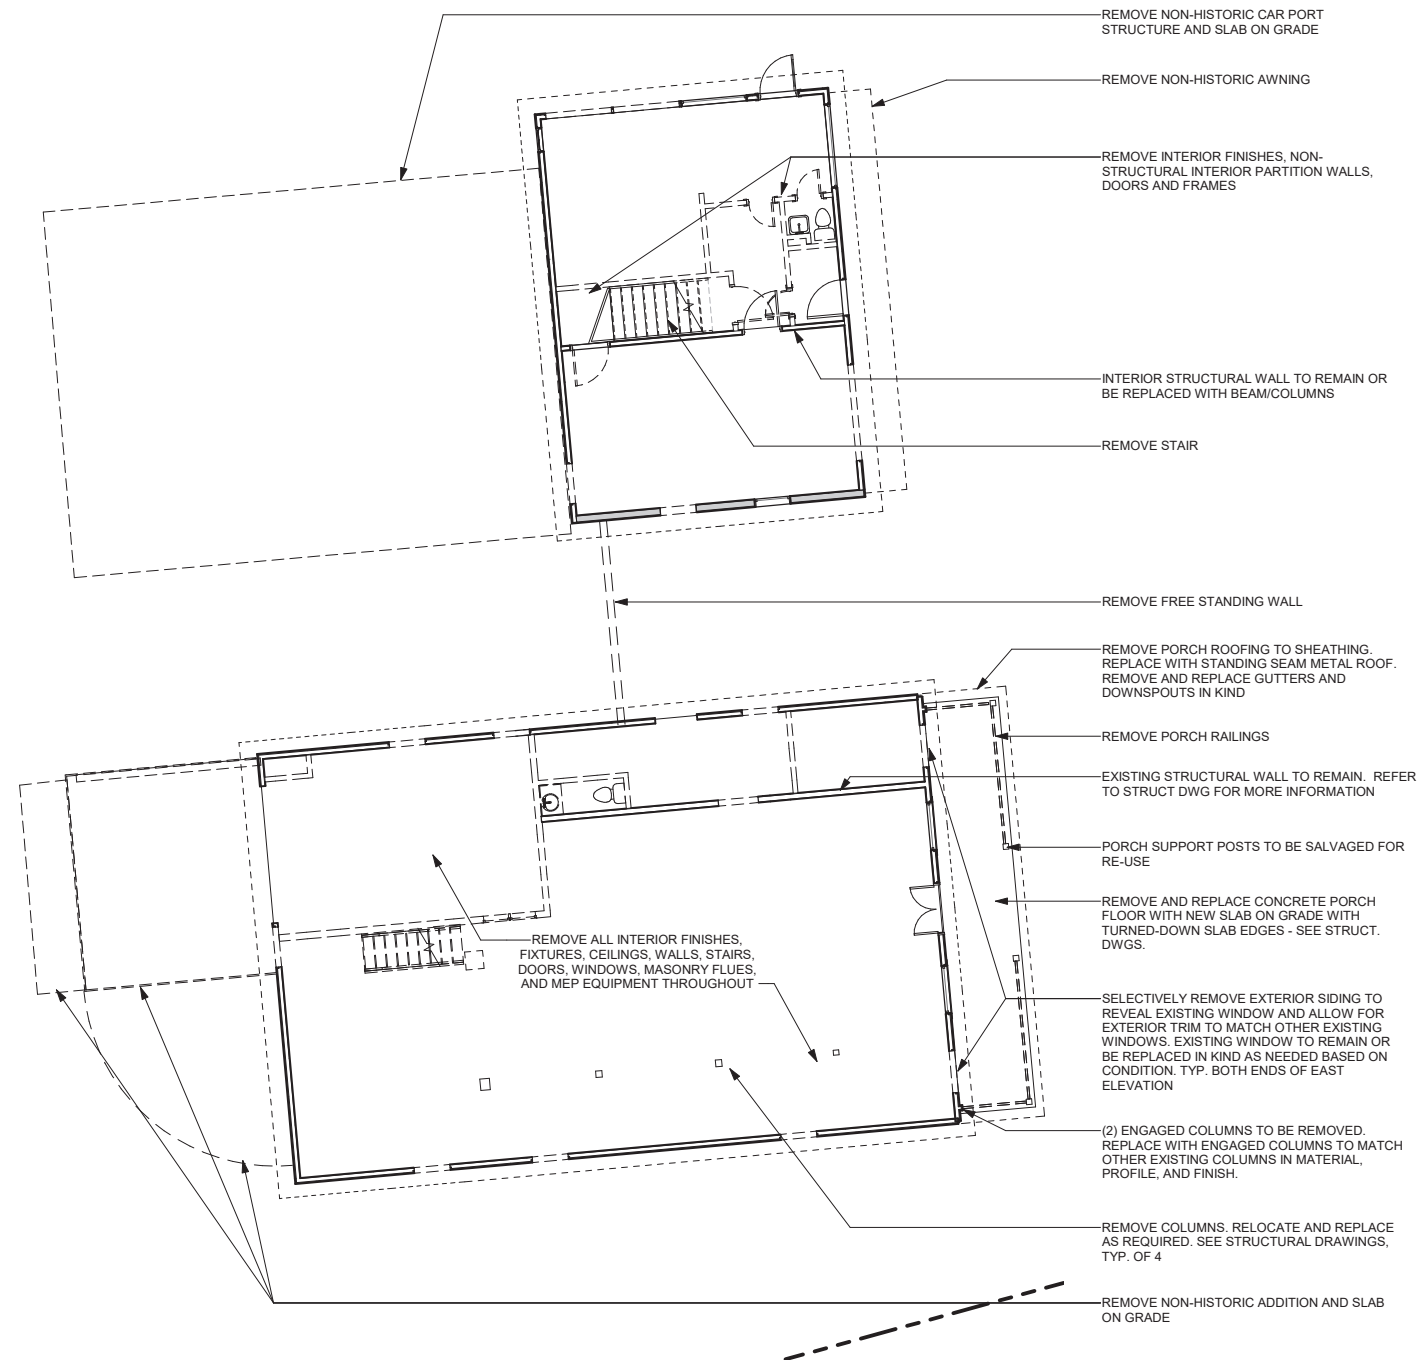 REMOVE NON-HISTORIC CAR PORT
STRUCTURE AND SLAB ON GRADE
REMOVE NON-HISTORIC AWNING
REMOVE INTERIOR FINISHES, NON-
STRUCTURAL INTERIOR PARTITION WALLS,
DOORS AND FRAMES
INTERIOR STRUCTURAL WALL TO REMAIN OR
BE REPLACED WITH BEAM/COLUMNS
REMOVE STAIR
REMOVE FREE STANDING WALL
REMOVE PORCH ROOFING TO SHEATHING.
REPLACE WITH STANDING SEAM METAL ROOF.
REMOVE AND REPLACE GUTTERS AND
DOWNSPOUTS IN KIND
REMOVE PORCH RAILINGS
EXISTING STRUCTURAL WALL TO REMAIN. REFER
TO STRUCT DWG FOR MORE INFORMATION
PORCH SUPPORT POSTS TO BE SALVAGED FOR
RE-USE
REMOVE AND REPLACE CONCRETE PORCH
FLOOR WITH NEW SLAB ON GRADE WITH
TURNED-DOWN SLAB EDGES - SEE STRUCT.
DWGS.
REMOVE ALL INTERIOR FINISHES,
FIXTURES, CEILINGS, WALLS, STAIRS,
DOORS, WINDOWS, MASONRY FLUES,
AND MEP EQUIPMENT THROUGHOUT
SELECTIVELY REMOVE EXTERIOR SIDING TO
REVEAL EXISTING WINDOW AND ALLOW FOR
EXTERIOR TRIM TO MATCH OTHER EXISTING
WINDOWS. EXISTING WINDOW TO REMAIN OR
BE REPLACED IN KIND AS NEEDED BASED ON
CONDITION. TYP. BOTH ENDS OF EAST
ELEVATION
(2) ENGAGED COLUMNS TO BE REMOVED.
REPLACE WITH ENGAGED COLUMNS TO MATCH
OTHER EXISTING COLUMNS IN MATERIAL,
PROFILE, AND FINISH.
REMOVE COLUMNS. RELOCATE AND REPLACE
AS REQUIRED. SEE STRUCTURAL DRAWINGS,
TYP. OF 4
REMOVE NON-HISTORIC ADDITION AND SLAB
ON GRADE